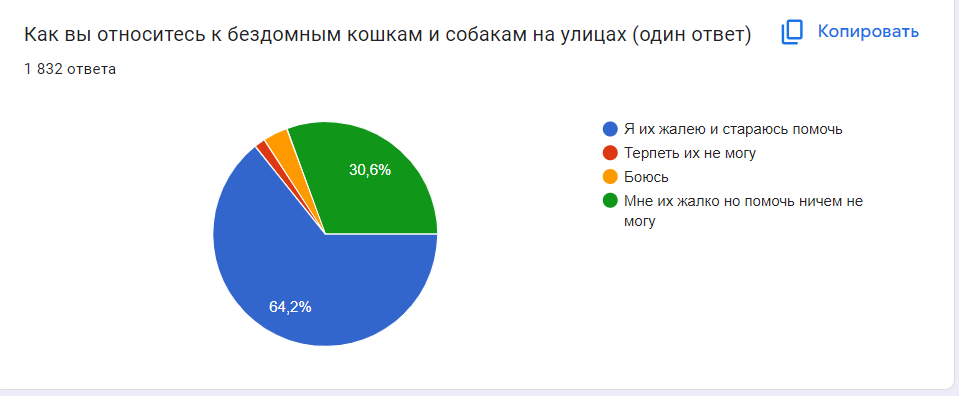 Как вы относитесь к бездомным кошкам и собакам на улицах (один ответ)
Копировать
1 832 ответа
30,6%
64,2%
Я их жалею и стараюсь помочь
Терпеть их не могу
Боюсь
Мне их жалко но помочь ничем не
могу